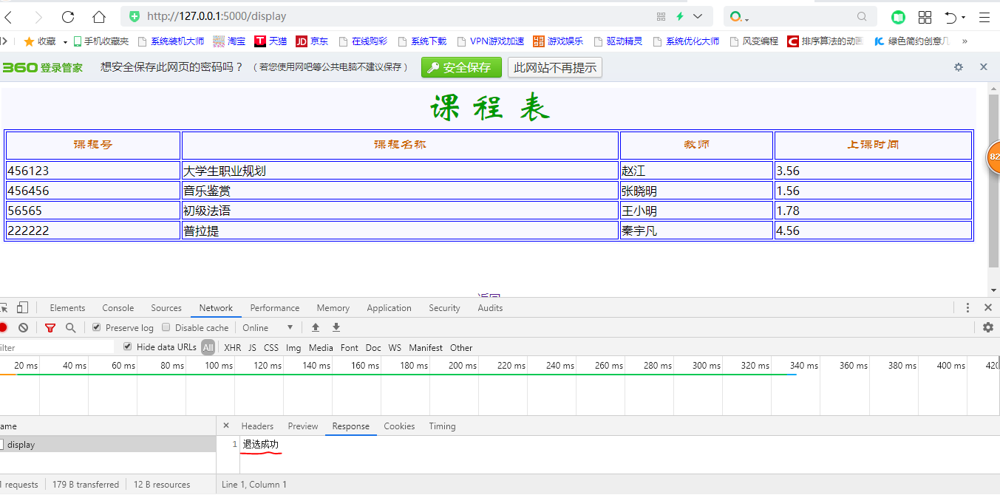 http://127.0.0.1:5000/display
收藏 手机收藏夹 系统装机大师 淘宝 T 天猫 JD 京东 在线购彩 系统下载 VPN游戏加速 游戏娱乐 驱动精灵 系统优化大师 风变编程 C 排序算法的动画 绿色简约创意 »
360 登录管家 想安全保存此网页的密码吗？ （若您使用网吧等公共电脑不建议保存） 安全保存 此网站不再提示
课 程 表
课程号 课程名称 教师 上课时间
456123 大学生职业规划 赵江 3.56
456456 音乐鉴赏 张晓明 1.56
56565 初级法语 王小明 1.78
222222 普拉提 秦宇凡 4.56
82
返回
Elements Console Sources Network Performance Memory Application Security Audits
Preserve log Disable cache Online
ilter Hide data URLs All XHR JS CSS Img Media Font Doc WS Manifest Other
20 ms 40 ms 60 ms 80 ms 100 ms 120 ms 140 ms 160 ms 180 ms 200 ms 220 ms 240 ms 260 ms 280 ms 300 ms 320 ms 340 ms 360 ms 380 ms 400 ms 420
ame Headers Preview Response Cookies Timing
display 1 退选成功
1 requests 179 B transferred 12 B resources Line 1, Column 1